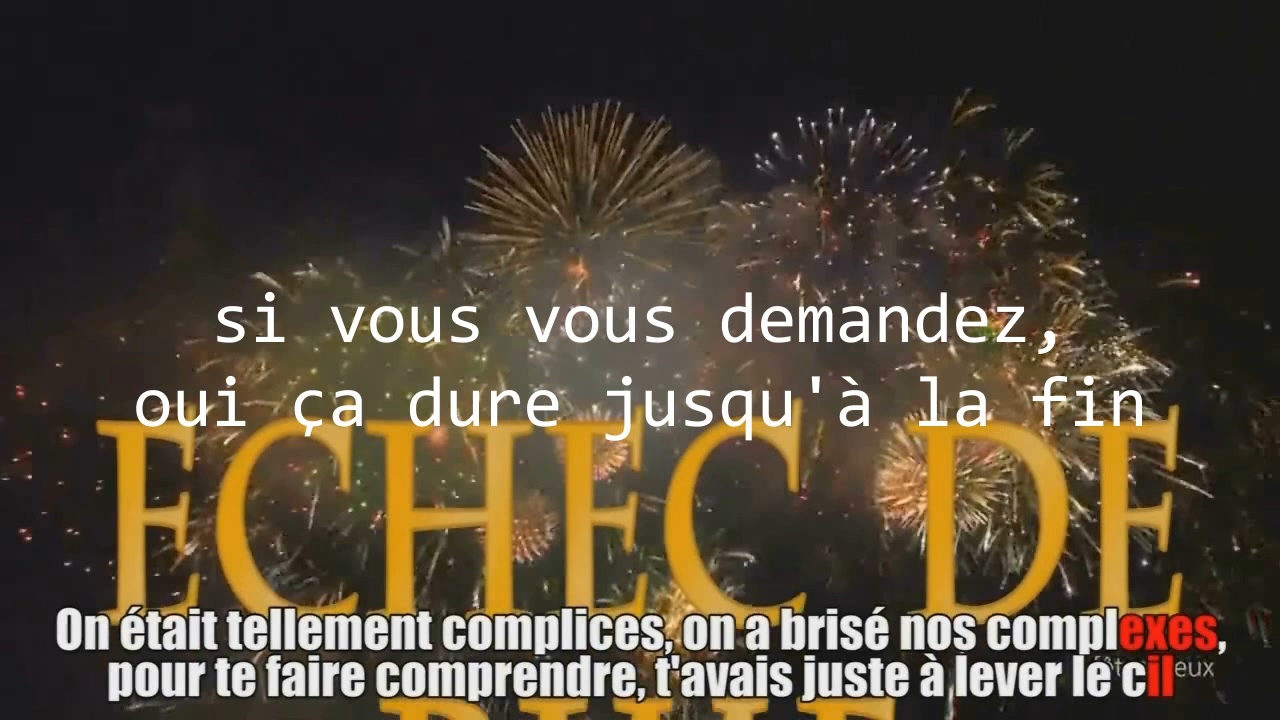 si vous vous demandez,
oui ça dure jusqu'à la fin
ECHEC DE
On était tellement complices, on a brisé nos complexes,
pour te faire comprendre, t'avais juste à lever le cil